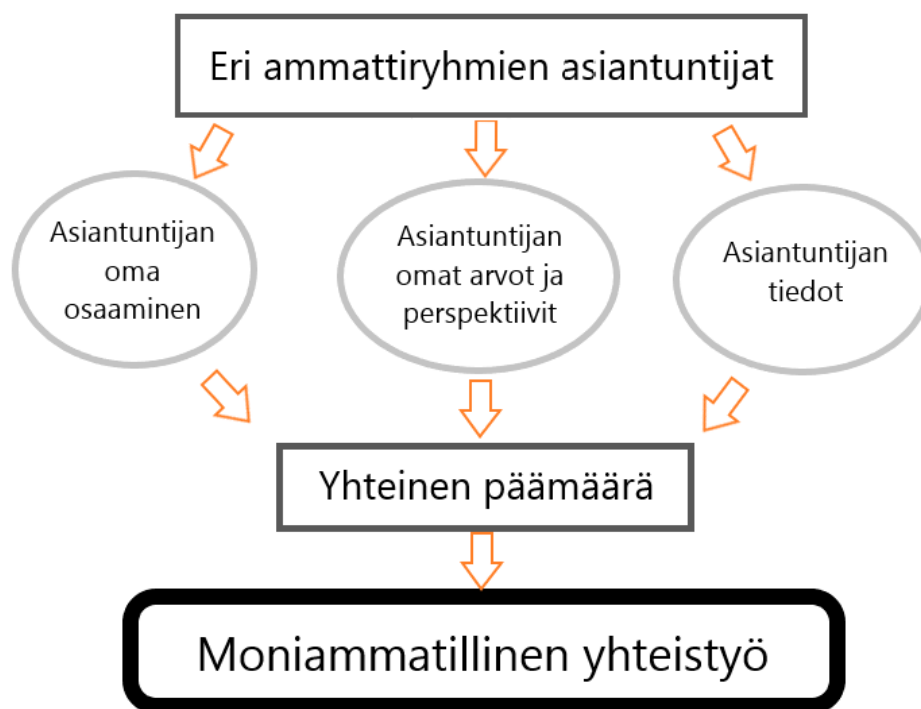 Eri ammattiryhmien asiantuntijat
Asiantuntijan
oma
osaaminen
Asiantuntijan
omat arvot ja
perspektiivit
Asiantuntijan
tiedot
Yhteinen päämäärä
Moniammatillinen yhteistyö